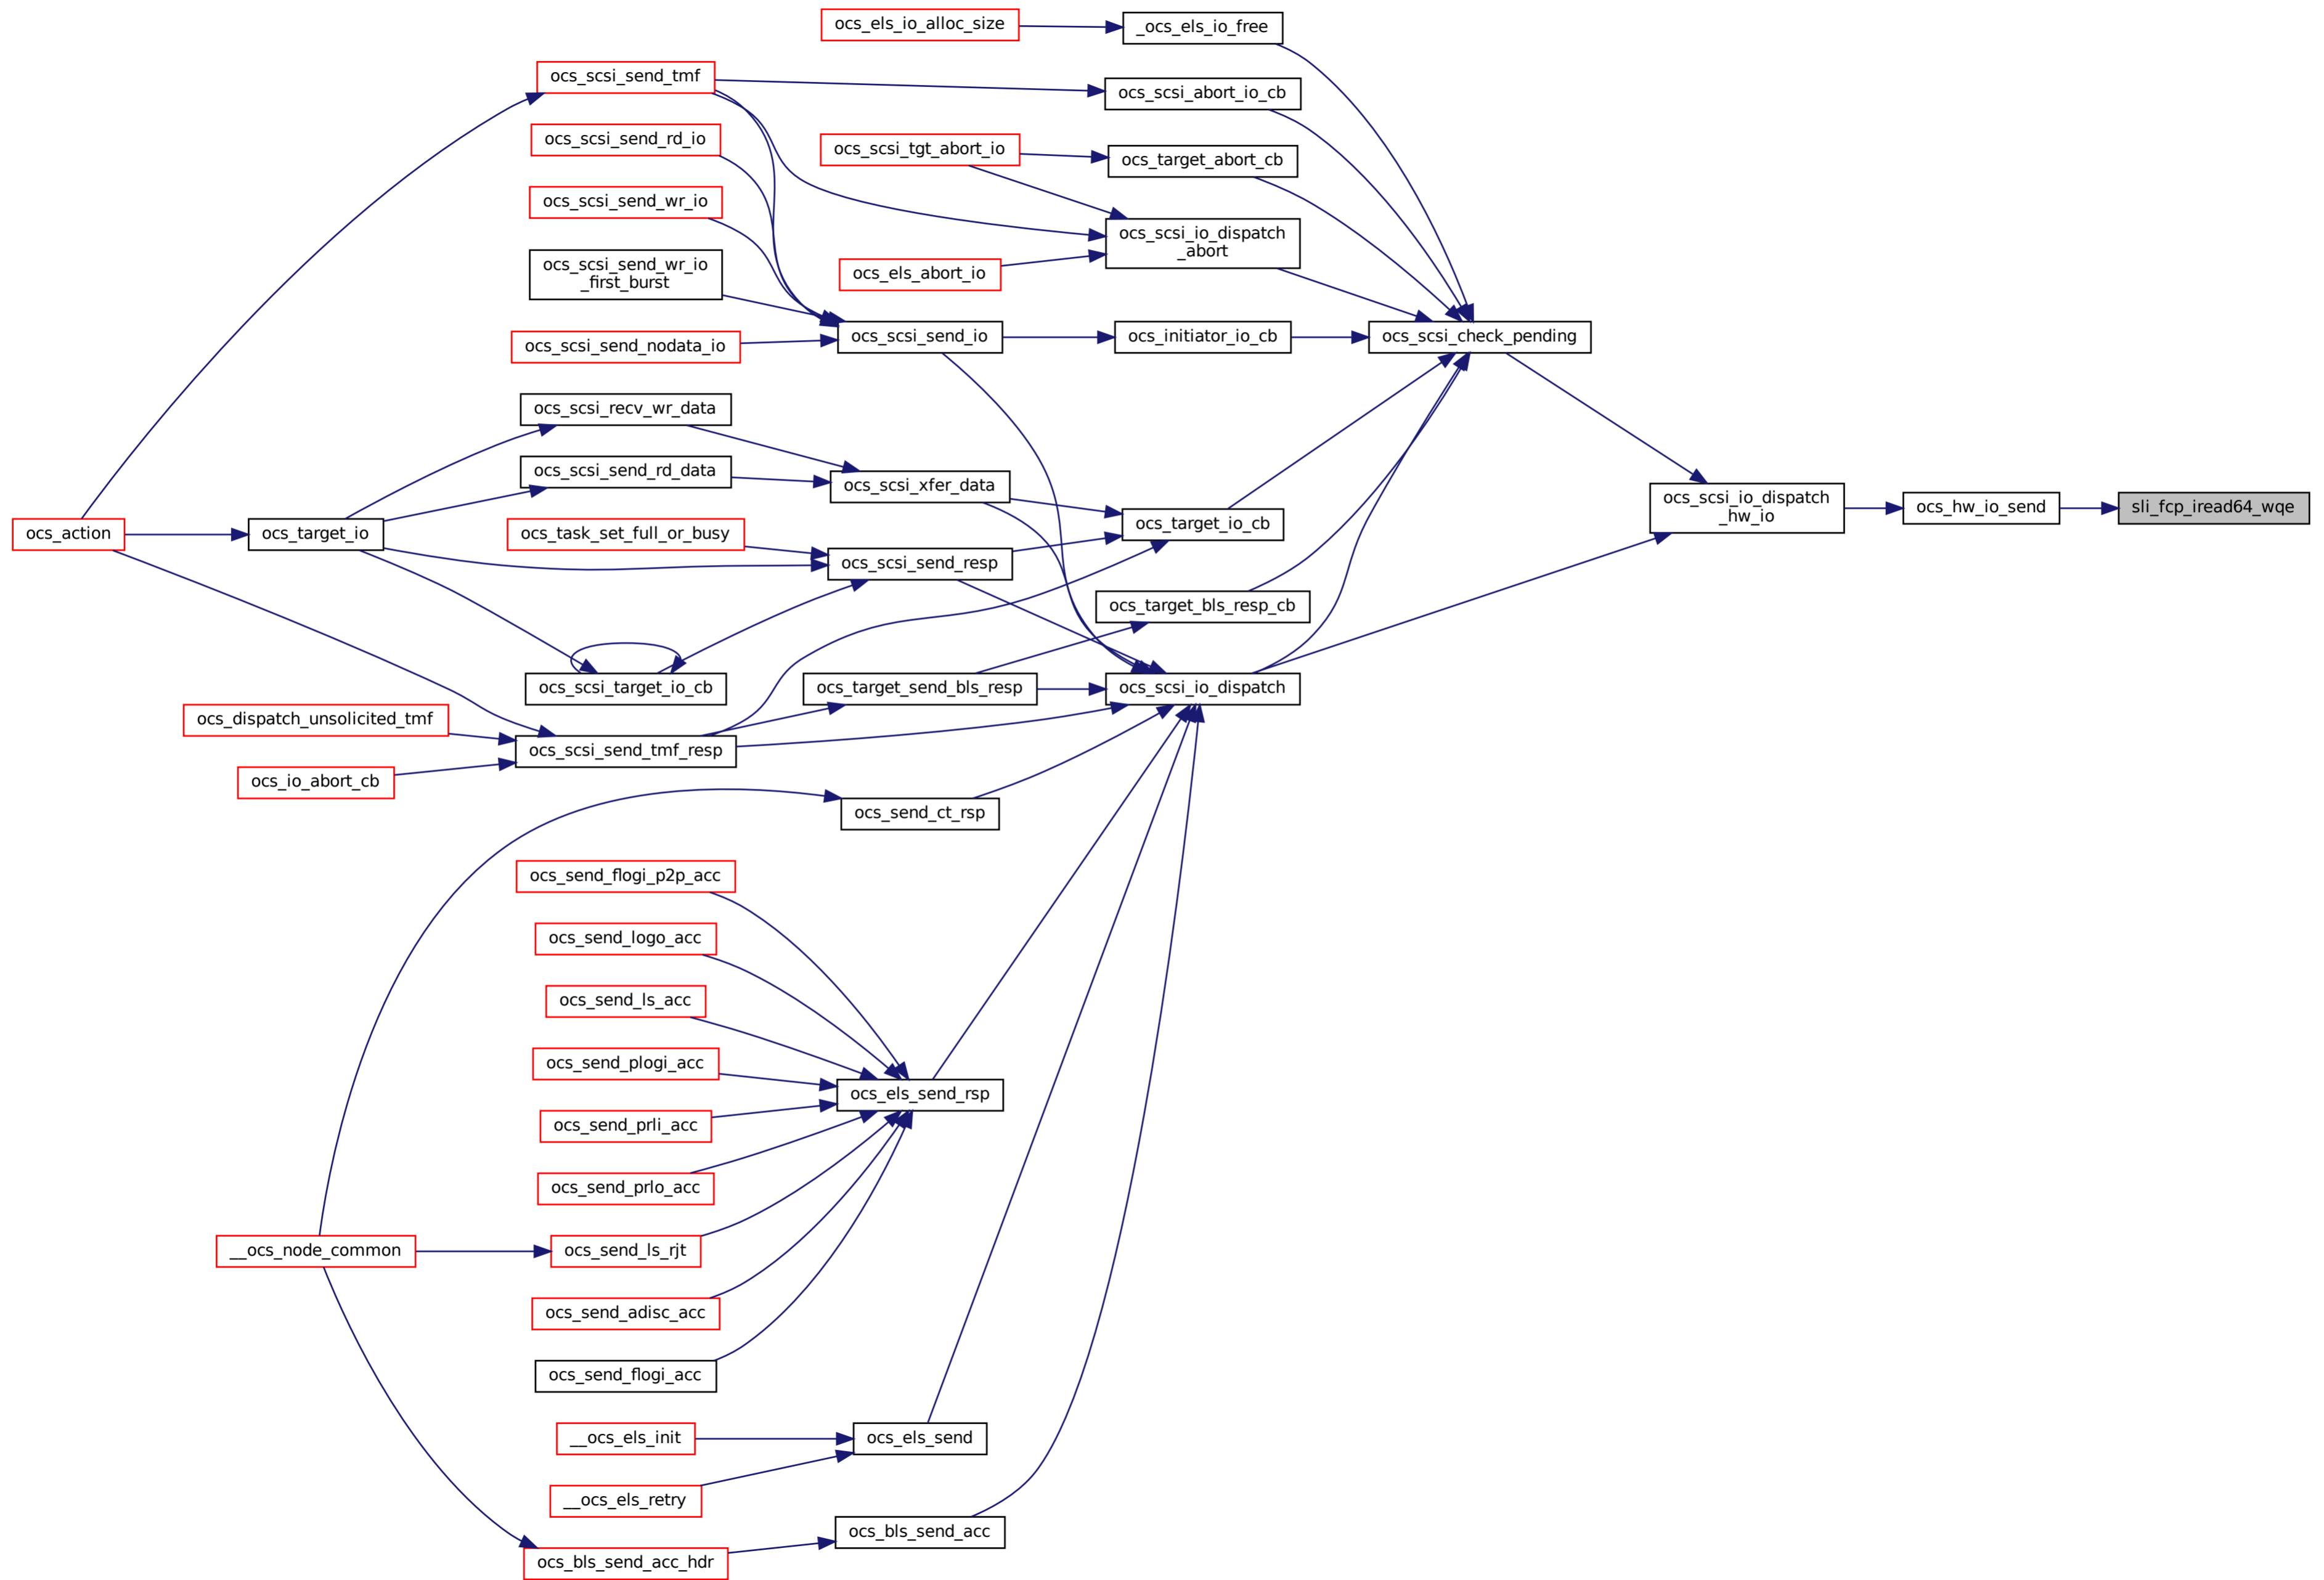 ocs_els_io_alloc_size
_ocs_els_io_free
ocs_scsi_send_tmf
ocs_scsi_abort_io_cb
ocs_scsi_send_rd_io
ocs_scsi_tgt_abort_io
ocs_target_abort_cb
ocs_scsi_send_wr_io
ocs_scsi_io_dispatch
_abort
ocs_scsi_send_wr_io
_first_burst
ocs_els_abort_io
ocs_scsi_send_nodata_io
ocs_scsi_send_io
ocs_initiator_io_cb
ocs_scsi_check_pending
ocs_scsi_recv_wr_data
ocs_scsi_send_rd_data
ocs_scsi_xfer_data
ocs_scsi_io_dispatch
_hw_io
ocs_hw_io_send
sli_fcp_iread64_wqe
ocs_action
ocs_target_io
ocs_task_set_full_or_busy
ocs_target_io_cb
ocs_scsi_send_resp
ocs_target_bls_resp_cb
ocs_scsi_target_io_cb
ocs_target_send_bls_resp
ocs_scsi_io_dispatch
ocs_dispatch_unsolicited_tmf
ocs_scsi_send_tmf_resp
ocs_io_abort_cb
ocs_send_ct_rsp
ocs_send_flogi_p2p_acc
ocs_send_logo_acc
ocs_send_ls_acc
ocs_send_plogi_acc
ocs_els_send_rsp
ocs_send_prli_acc
ocs_send_prlo_acc
__ocs_node_common
ocs_send_ls_rjt
ocs_send_adisc_acc
ocs_send_flogi_acc
__ocs_els_init
ocs_els_send
__ocs_els_retry
ocs_bls_send_acc
ocs_bls_send_acc_hdr